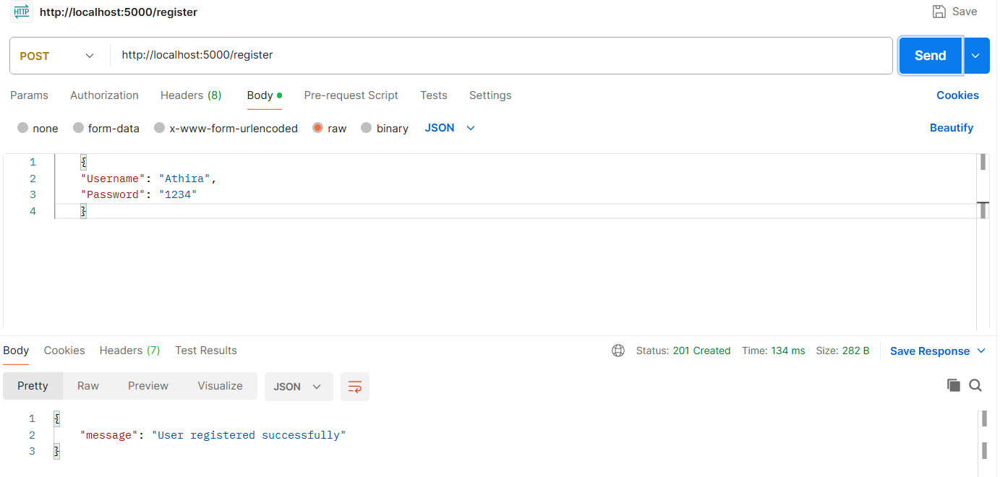 HTTP http://localhost:5000/register Save
POST http://localhost:5000/register Send
Params Authorization Headers (8) Body Pre-request Script Tests Settings Cookies
none form-data x-www-form-urlencoded raw binary JSON Beautify
1 {
2 "Username": "Athira",
3 "Password": "1234"
4 }
Body Cookies Headers (7) Test Results Status: 201 Created Time: 134 ms Size: 282 B Save Response
Pretty Raw Preview Visualize JSON
1 {
2 "message": "User registered successfully"
3 }